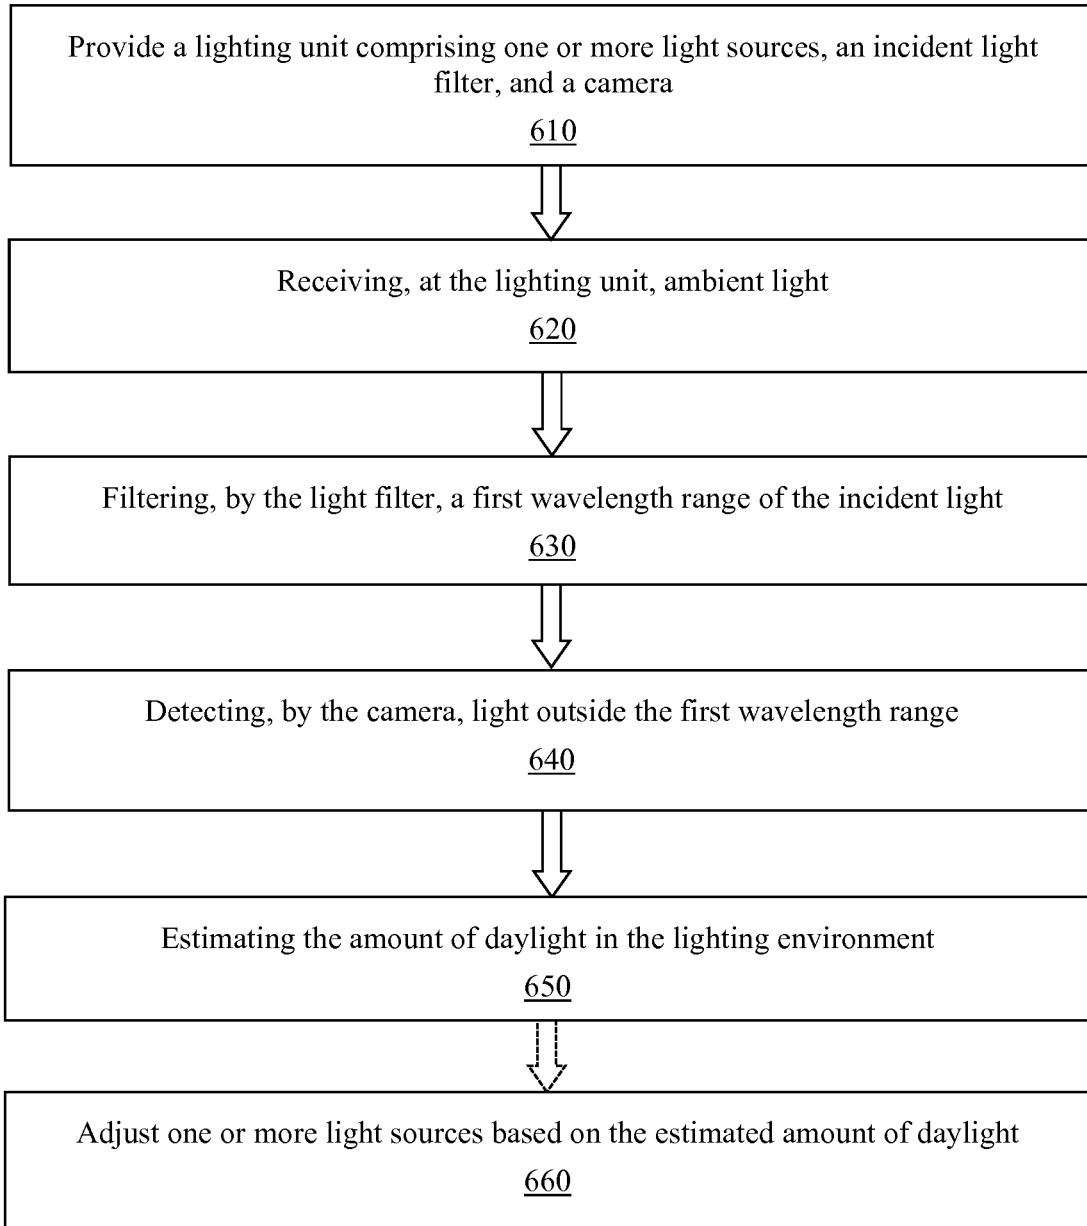 Provide a lighting unit comprising one or more light sources, an incident light
filter, and a camera
610
Receiving, at the lighting unit, ambient light
620
Filtering, by the light filter, a first wavelength range of the incident light
630
Detecting, by the camera, light outside the first wavelength range
640
Estimating the amount of daylight in the lighting environment
650
Adjust one or more light sources based on the estimated amount of daylight
660